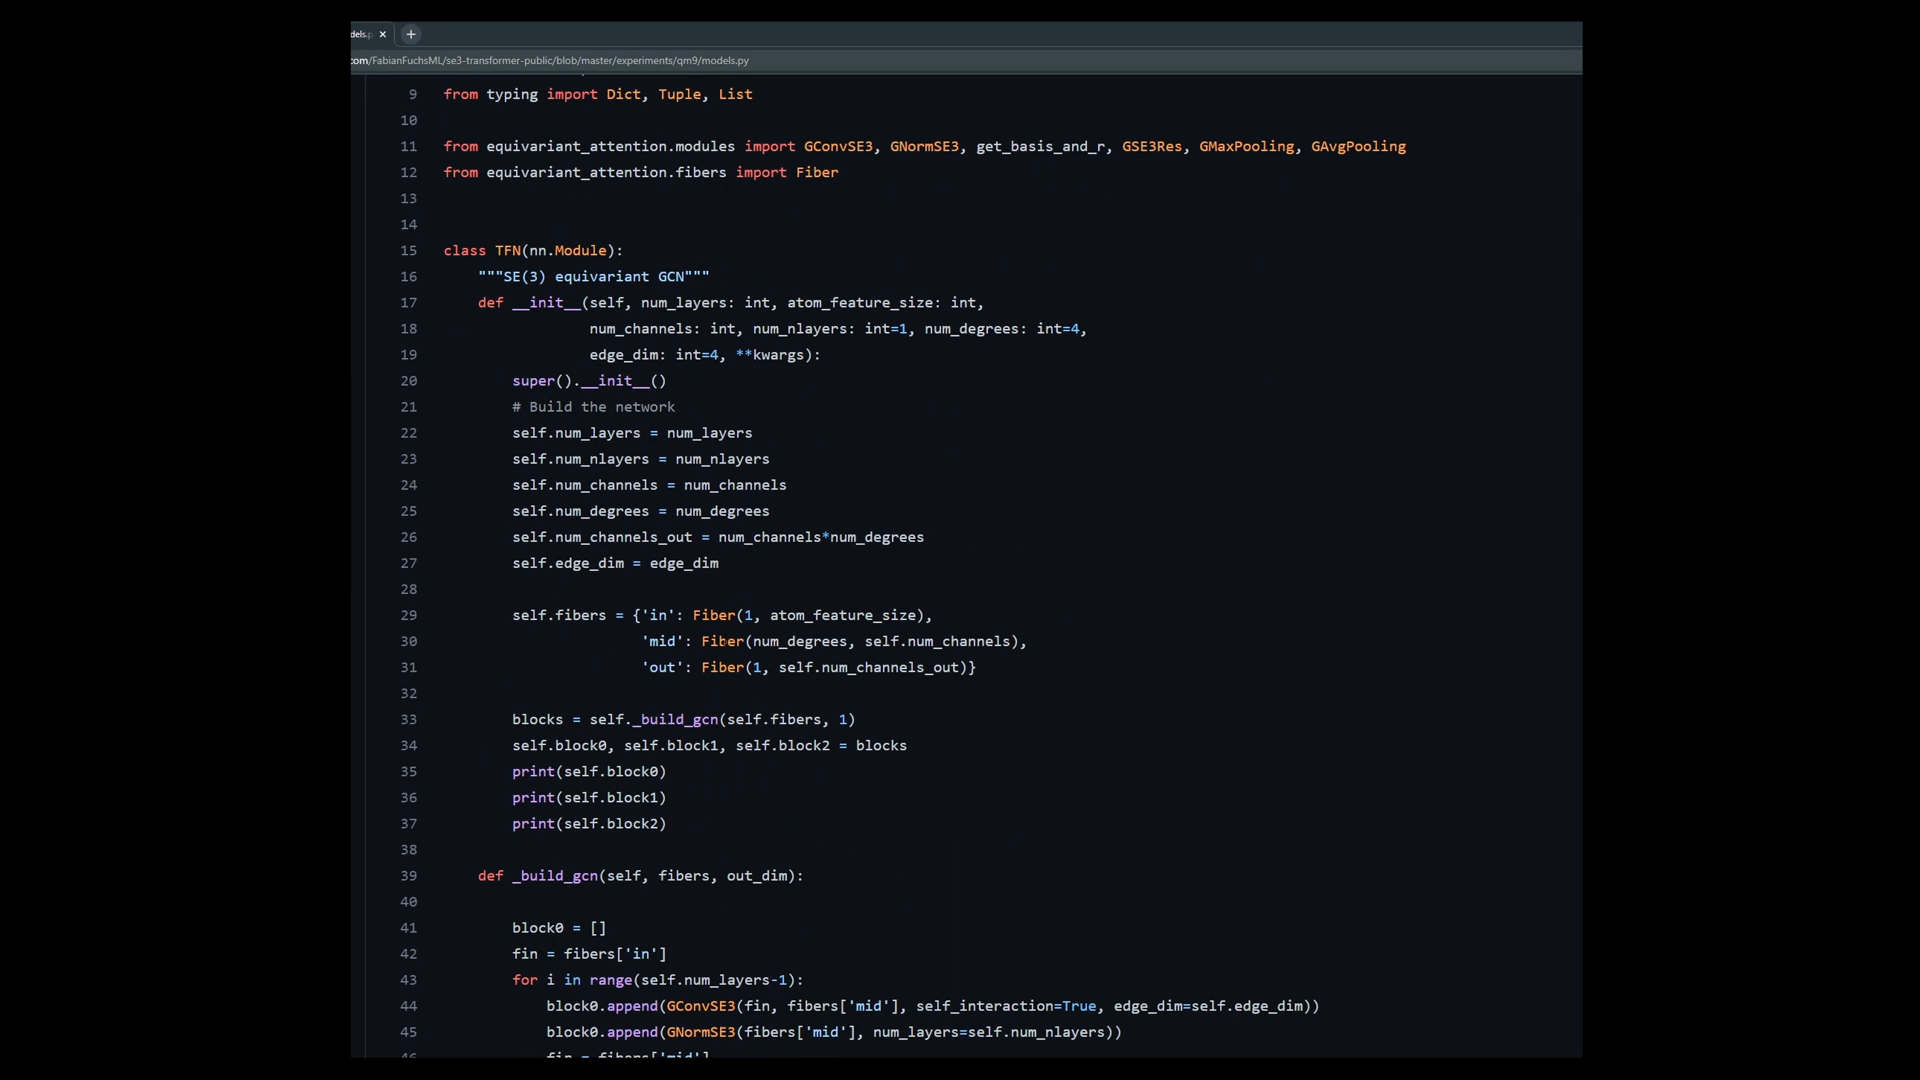 dels.p × +
com/FabianFuchsML/se3-transformer-public/blob/master/experiments/qm9/models.py
9 from typing import Dict, Tuple, List
10
11 from equivariant_attention.modules import GConvSE3, GNormSE3, get_basis_and_r, GSE3Res, GMaxPooling, GAvgPooling
12 from equivariant_attention.fibers import Fiber
13
14
15 class TFN(nn.Module):
16 """SE(3) equivariant GCN"""
17 def __init__(self, num_layers: int, atom_feature_size: int,
18 num_channels: int, num_nlayers: int=1, num_degrees: int=4,
19 edge_dim: int=4, **kwargs):
20 super().__init__()
21 # Build the network
22 self.num_layers = num_layers
23 self.num_nlayers = num_nlayers
24 self.num_channels = num_channels
25 self.num_degrees = num_degrees
26 self.num_channels_out = num_channels*num_degrees
27 self.edge_dim = edge_dim
28
29 self.fibers = {'in': Fiber(1, atom_feature_size),
30 'mid': Fiber(num_degrees, self.num_channels),
31 'out': Fiber(1, self.num_channels_out)}
32
33 blocks = self._build_gcn(self.fibers, 1)
34 self.block0, self.block1, self.block2 = blocks
35 print(self.block0)
36 print(self.block1)
37 print(self.block2)
38
39 def _build_gcn(self, fibers, out_dim):
40
41 block0 = []
42 fin = fibers['in']
43 for i in range(self.num_layers-1):
44 block0.append(GConvSE3(fin, fibers['mid'], self_interaction=True, edge_dim=self.edge_dim))
45 block0.append(GNormSE3(fibers['mid'], num_layers=self.num_nlayers))
46 fin = fibers['mid']